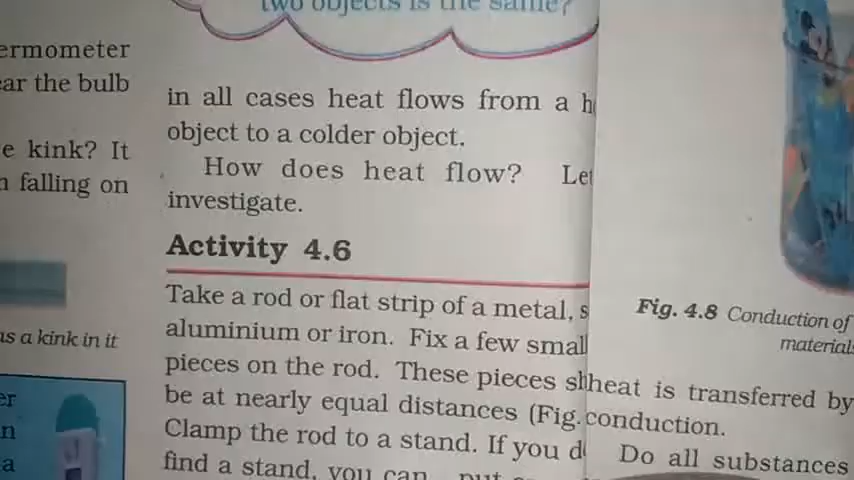 two objects is the same?
ermometer
ear the bulb
e kink? It
n falling on
as a kink in it
er
n
a
in all cases heat flows from a h
object to a colder object.
How does heat flow? Let
investigate.
Activity 4.6
Take a rod or flat strip of a metal, s
aluminium or iron. Fix a few small
pieces on the rod. These pieces sh
be at nearly equal distances (Fig.
Clamp the rod to a stand. If you d
find a stand, you can put
Fig. 4.8 Conduction of
materials
heat is transferred by
conduction.
Do all substances